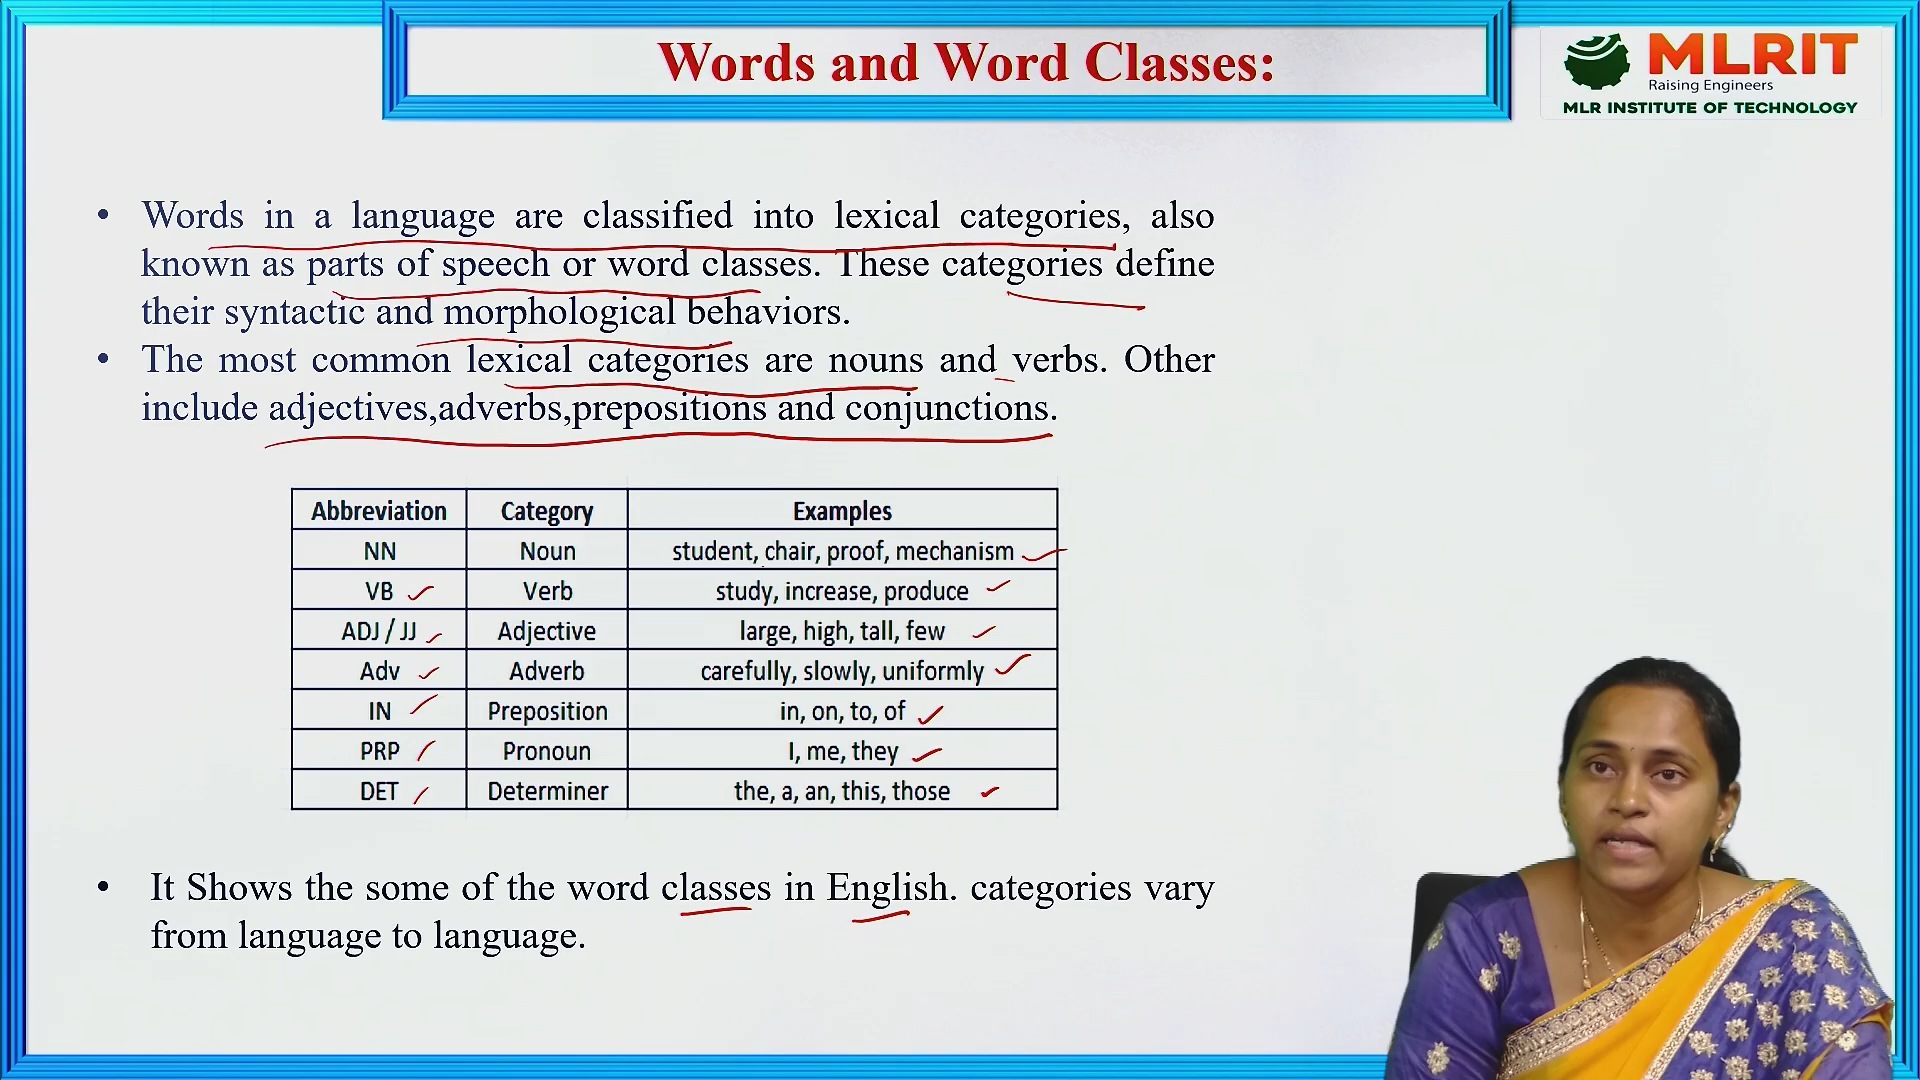 Words and Word Classes:
MLRIT
Raising Engineers
MLR INSTITUTE OF TECHNOLOGY
• Words in a language are classified into lexical categories, also
known as parts of speech or word classes. These categories define
their syntactic and morphological behaviors.
• The most common lexical categories are nouns and verbs. Other
include adjectives,adverbs,prepositions and conjunctions.
Abbreviation Category Examples
NN Noun student, chair, proof, mechanism
VB Verb study, increase, produce
ADJ / JJ Adjective large, high, tall, few
Adv Adverb carefully, slowly, uniformly
IN Preposition in, on, to, of
PRP Pronoun I, me, they
DET Determiner the, a, an, this, those
• It Shows the some of the word classes in English. categories vary
from language to language.